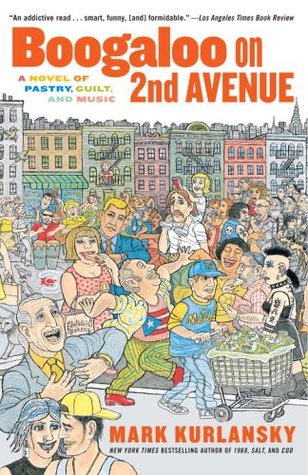 "An addictive read . . . smart, funny, [and] formidable." —Los Angeles Times Book Review
Boogaloo on
2nd AVENUE
A NOVEL OF
PASTRY, GUILT,
AND MUSIC
MARK KURLANSKY
NEW YORK TIMES BESTSELLING AUTHOR OF 1968, SALT, AND COD